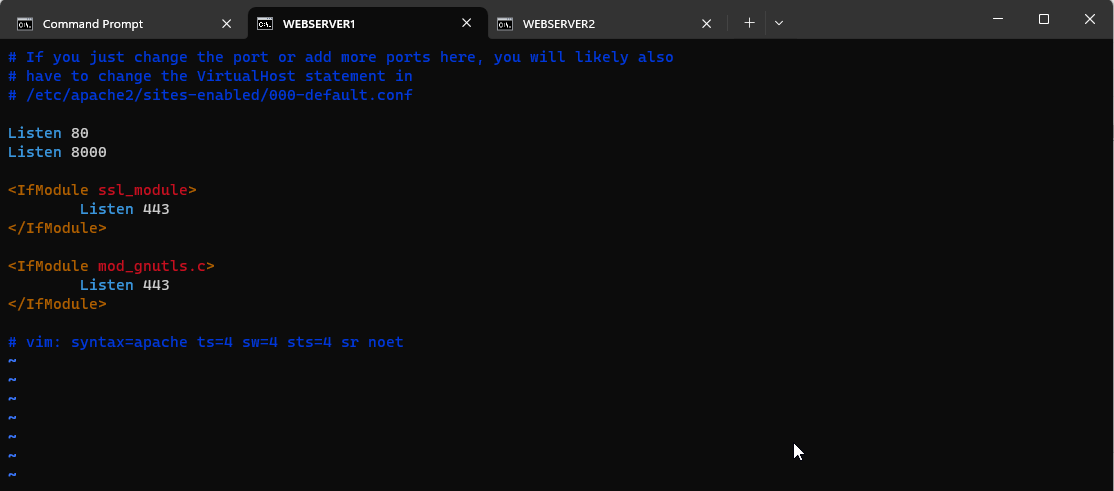 Command Prompt
WEBSERVER1
WEBSERVER2
# If you just change the port or add more ports here, you will likely also
# have to change the VirtualHost statement in
# /etc/apache2/sites-enabled/000-default.conf
Listen 80
Listen 8000
<IfModule ssl_module>
Listen 443
</IfModule>
<IfModule mod_gnutls.c>
Listen 443
</IfModule>
# vim: syntax=apache ts=4 sw=4 sts=4 sr noet
~
~
~
~
~
~
~